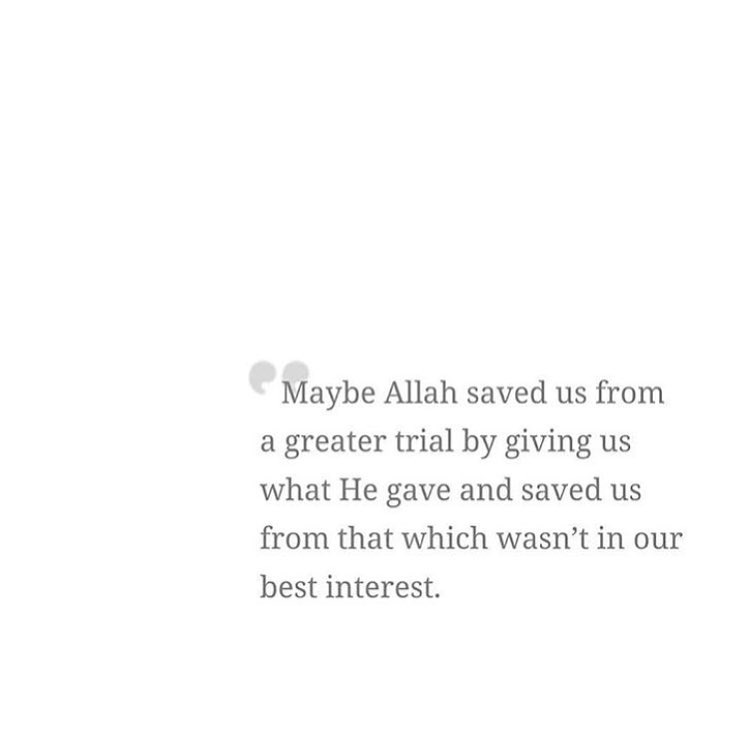 Maybe Allah saved us from
a greater trial by giving us
what He gave and saved us
from that which wasn’t in our
best interest.